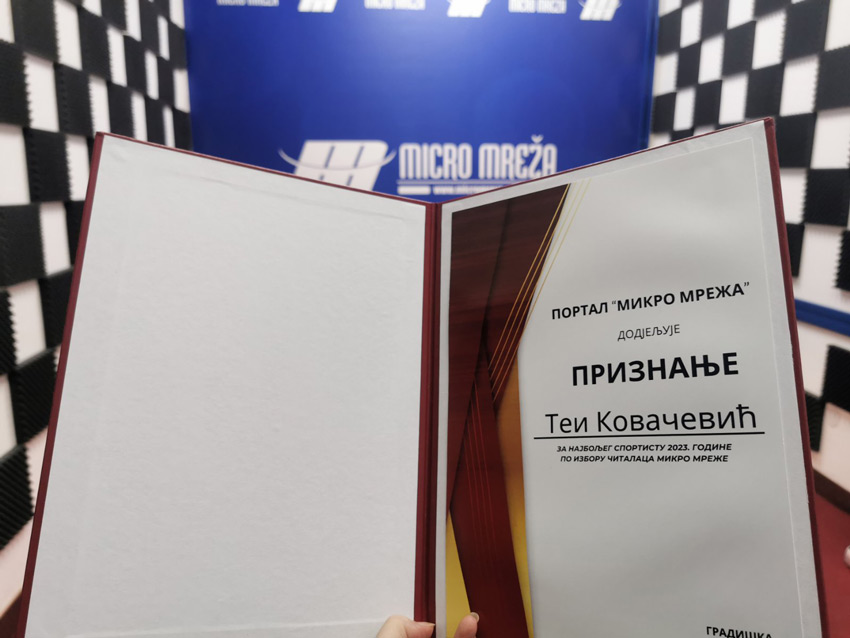 MICRO MREŽA
ПОРТАЛ "МИКРО МРЕЖА"
ДОДЈЕЉУЈЕ
ПРИЗНАЊЕ
Теи Ковачевић
ЗА НАЈБОЉЕГ СПОРТИСТУ 2023. ГОДИНЕ
ПО ИЗБОРУ ЧИТАЛАЦА МИКРО МРЕЖЕ
ГРАДИШКА